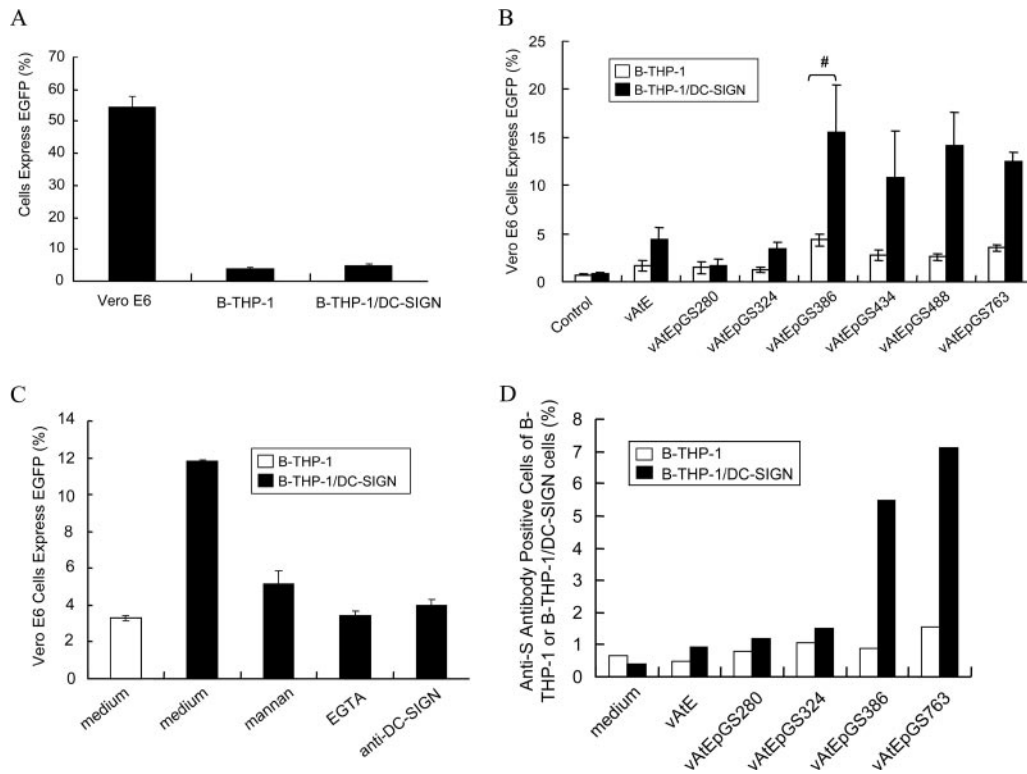 A
Cells Express EGFP (%)
70
60
50
40
30
20
10
0
Vero E6
B-THP-1
B-THP-1/DC-SIGN
B
Vero E6 Cells Express EGFP (%)
25
20
15
10
5
0
B-THP-1
B-THP-1/DC-SIGN
#
Control
vAtE
vAtEpGS280
vAtEpGS324
vAtEpGS386
vAtEpGS434
vAtEpGS488
vAtEpGS763
C
Vero E6 Cells Express EGFP (%)
14
12
10
8
6
4
2
0
B-THP-1
B-THP-1/DC-SIGN
medium
medium
mannan
EGTA
anti-DC-SIGN
D
Anti-S Antibody Positive Cells of B-
THP-1 or B-THP-1/DC-SIGN cells (%)
8
7
6
5
4
3
2
1
0
B-THP-1
B-THP-1/DC-SIGN
medium
vAtE
vAtEpGS280
vAtEpGS324
vAtEpGS386
vAtEpGS763